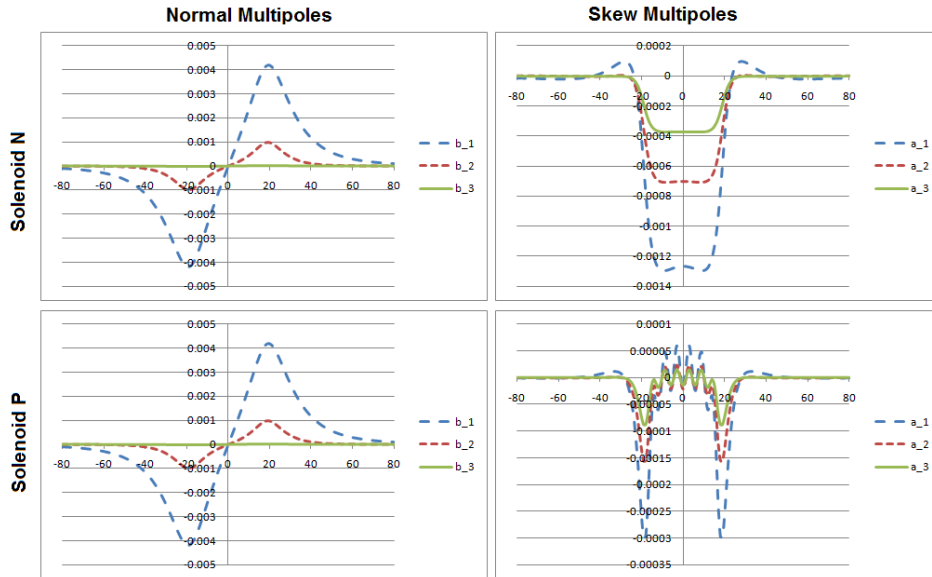 Normal Multipoles
Skew Multipoles
Solenoid N
0.005
0.004
0.003
0.002
0.001
0
-0.001
-0.002
-0.003
-0.004
-0.005
-80 -60 -40 -20 0 20 40 60 80
b_1
b_2
b_3
0.0002
0
-0.0002
-0.0004
-0.0006
-0.0008
-0.001
-0.0012
-0.0014
-80 -60 -40 -20 0 20 40 60 80
a_1
a_2
a_3
Solenoid P
0.005
0.004
0.003
0.002
0.001
0
-0.001
-0.002
-0.003
-0.004
-0.005
-80 -60 -40 -20 0 20 40 60 80
b_1
b_2
b_3
0.0001
0.00005
0
-0.00005
-0.0001
-0.00015
-0.0002
-0.00025
-0.0003
-0.00035
-80 -60 -40 -20 0 20 40 60 80
a_1
a_2
a_3